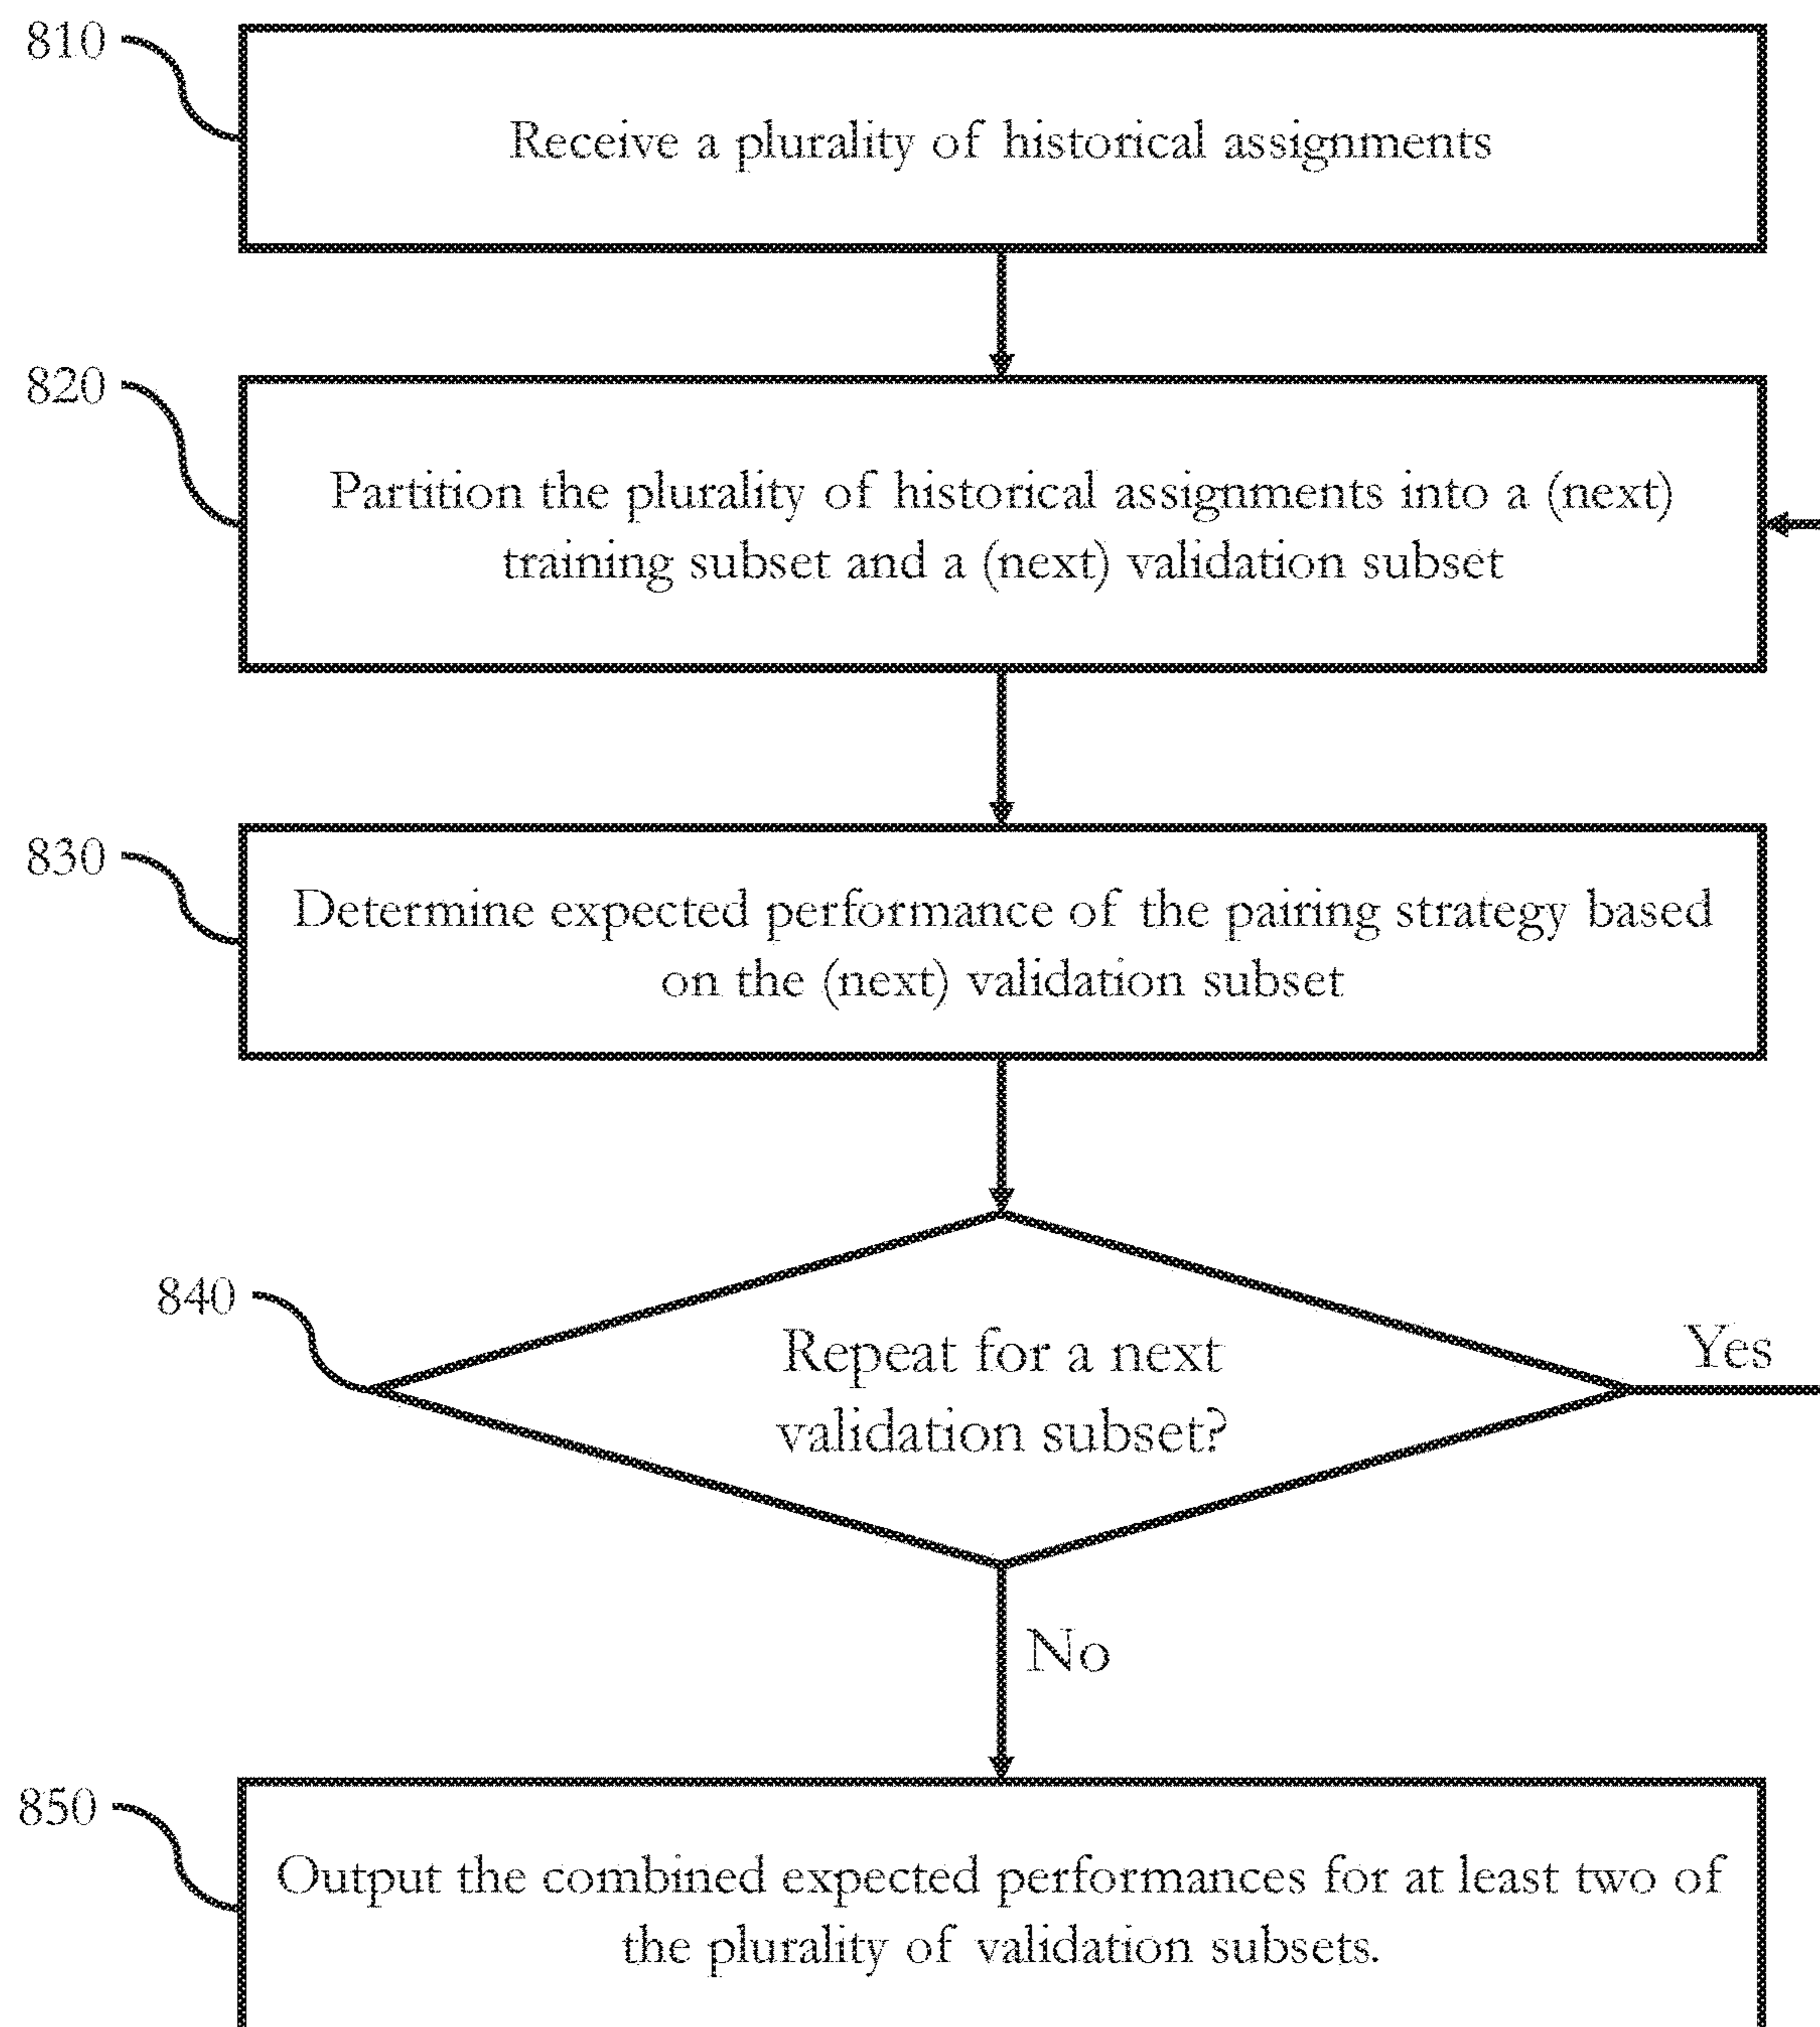 810
Receive a plurality of historical assignments
820
Partition the plurality of historical assignments into a (next)
training subset and a (next) validation subset
830
Determine expected performance of the pairing strategy based
on the (next) validation subset
840
Repeat for a next
validation subset?
Yes
No
850
Output the combined expected performances for at least two of
the plurality of validation subsets.